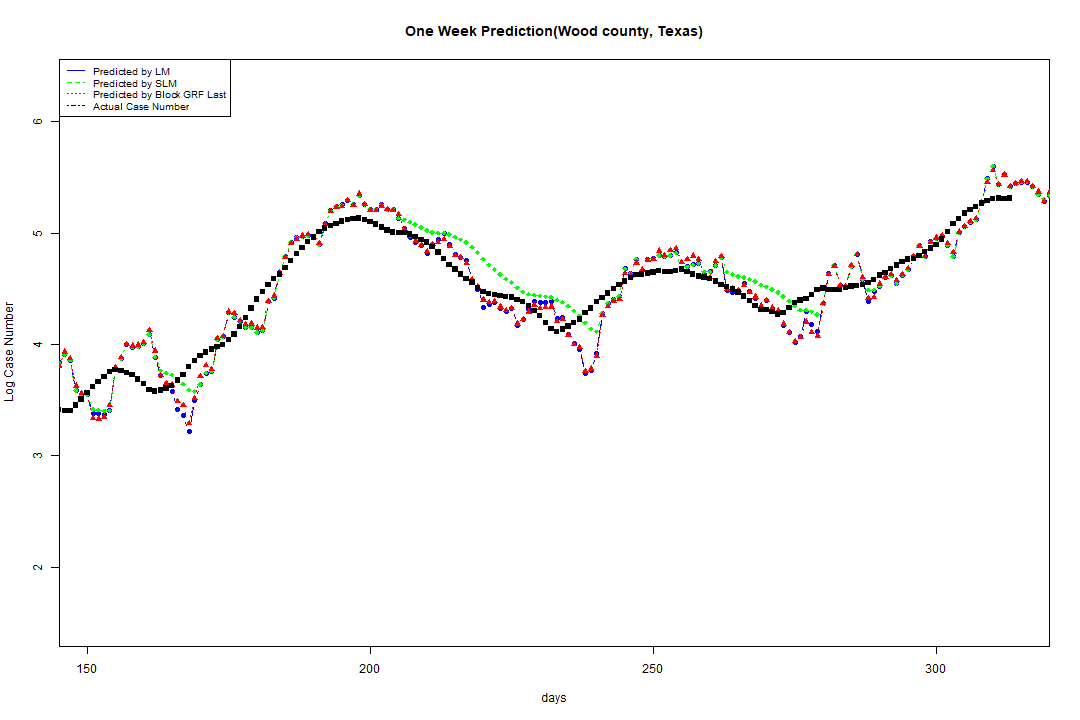 One Week Prediction(Wood county, Texas)
Predicted by LM
Predicted by SLM
Predicted by Block GRF Last
Actual Case Number
6
5
4
3
2
Log Case Number
150 200 250 300
days